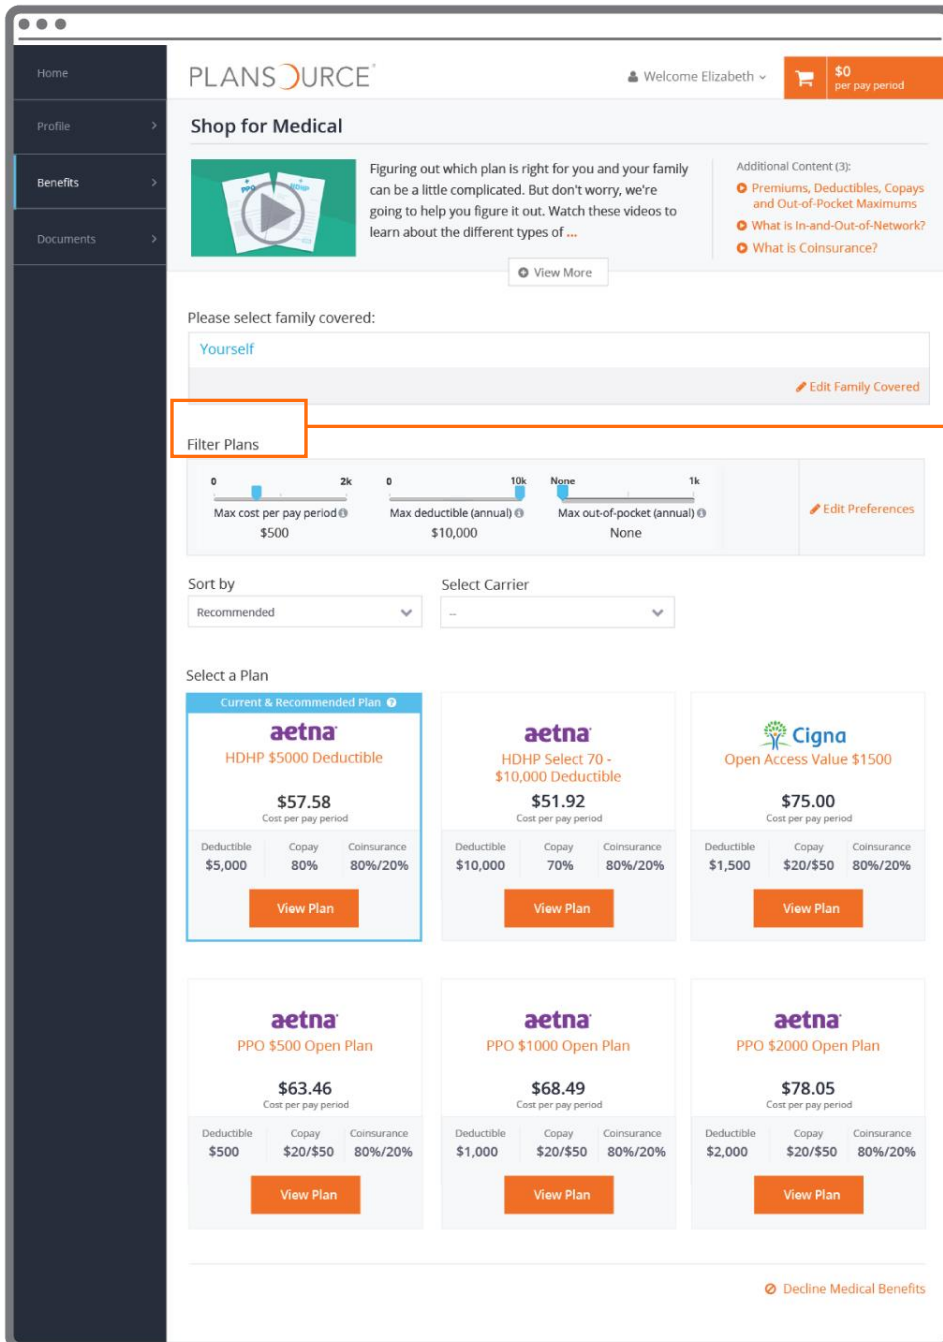 Home
Profile
Benefits
Documents
PLANSOURCE
Welcome Elizabeth
$0
per pay period
Shop for Medical
PPO
HDHP
Figuring out which plan is right for you and your family
can be a little complicated. But don't worry, we're
going to help you figure it out. Watch these videos to
learn about the different types of ...
Additional Content (3):
Premiums, Deductibles, Copays
and Out-of-Pocket Maximums
What is In-and-Out-of-Network?
What is Coinsurance?
View More
Please select family covered:
Yourself
Edit Family Covered
Filter Plans
0 2k 0 10k None 1k
Max cost per pay period Max deductible (annual) Max out-of-pocket (annual)
$500 $10,000 None
Edit Preferences
Sort by Select Carrier
Recommended --
Select a Plan
Current & Recommended Plan
aetna
HDHP $5000 Deductible
$57.58
Cost per pay period
Deductible Copay Coinsurance
$5,000 80% 80%/20%
View Plan
aetna
HDHP Select 70 -
$10,000 Deductible
$51.92
Cost per pay period
Deductible Copay Coinsurance
$10,000 70% 80%/20%
View Plan
Cigna
Open Access Value $1500
$75.00
Cost per pay period
Deductible Copay Coinsurance
$1,500 $20/$50 80%/20%
View Plan
aetna
PPO $500 Open Plan
$63.46
Cost per pay period
Deductible Copay Coinsurance
$500 $20/$50 80%/20%
View Plan
aetna
PPO $1000 Open Plan
$68.49
Cost per pay period
Deductible Copay Coinsurance
$1,000 $20/$50 80%/20%
View Plan
aetna
PPO $2000 Open Plan
$78.05
Cost per pay period
Deductible Copay Coinsurance
$2,000 $20/$50 80%/20%
View Plan
Decline Medical Benefits